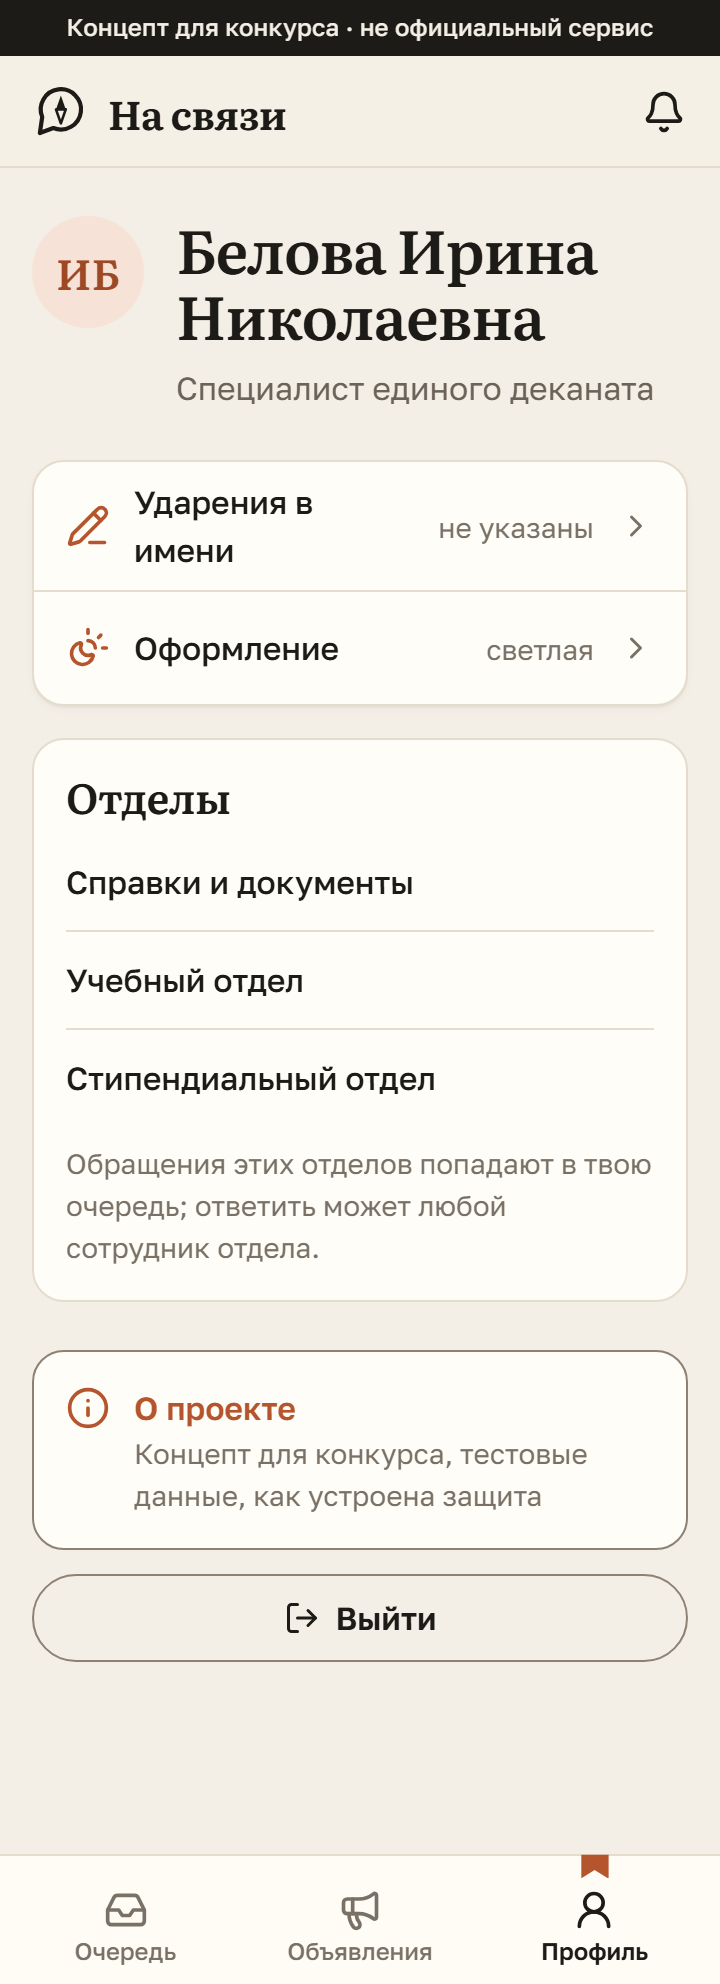 Концепт для конкурса · не официальный сервис
На связи
ИБ
Белова Ирина
Николаевна
Специалист единого деканата
Ударения в
имени
не указаны
Оформление
светлая
Отделы
Справки и документы
Учебный отдел
Стипендиальный отдел
Обращения этих отделов попадают в твою
очередь; ответить может любой
сотрудник отдела.
О проекте
Концепт для конкурса, тестовые
данные, как устроена защита
Выйти
Очередь
Объявления
Профиль